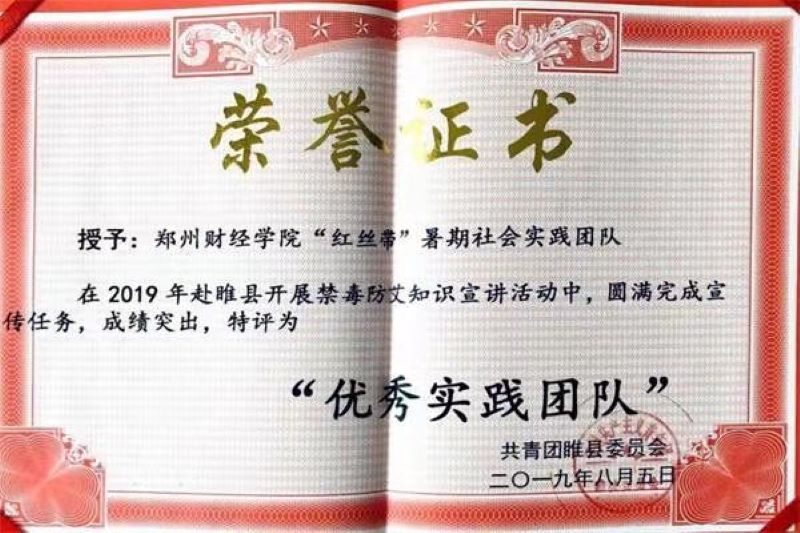 荣誉证书
授予：郑州财经学院“红丝带”暑期社会实践团队
在2019年赴睢县开展禁毒防艾知识宣讲活动中，圆满完成宣
传任务，成绩突出，特评为
“优秀实践团队”
共青团睢县委员会
二〇一九年八月五日